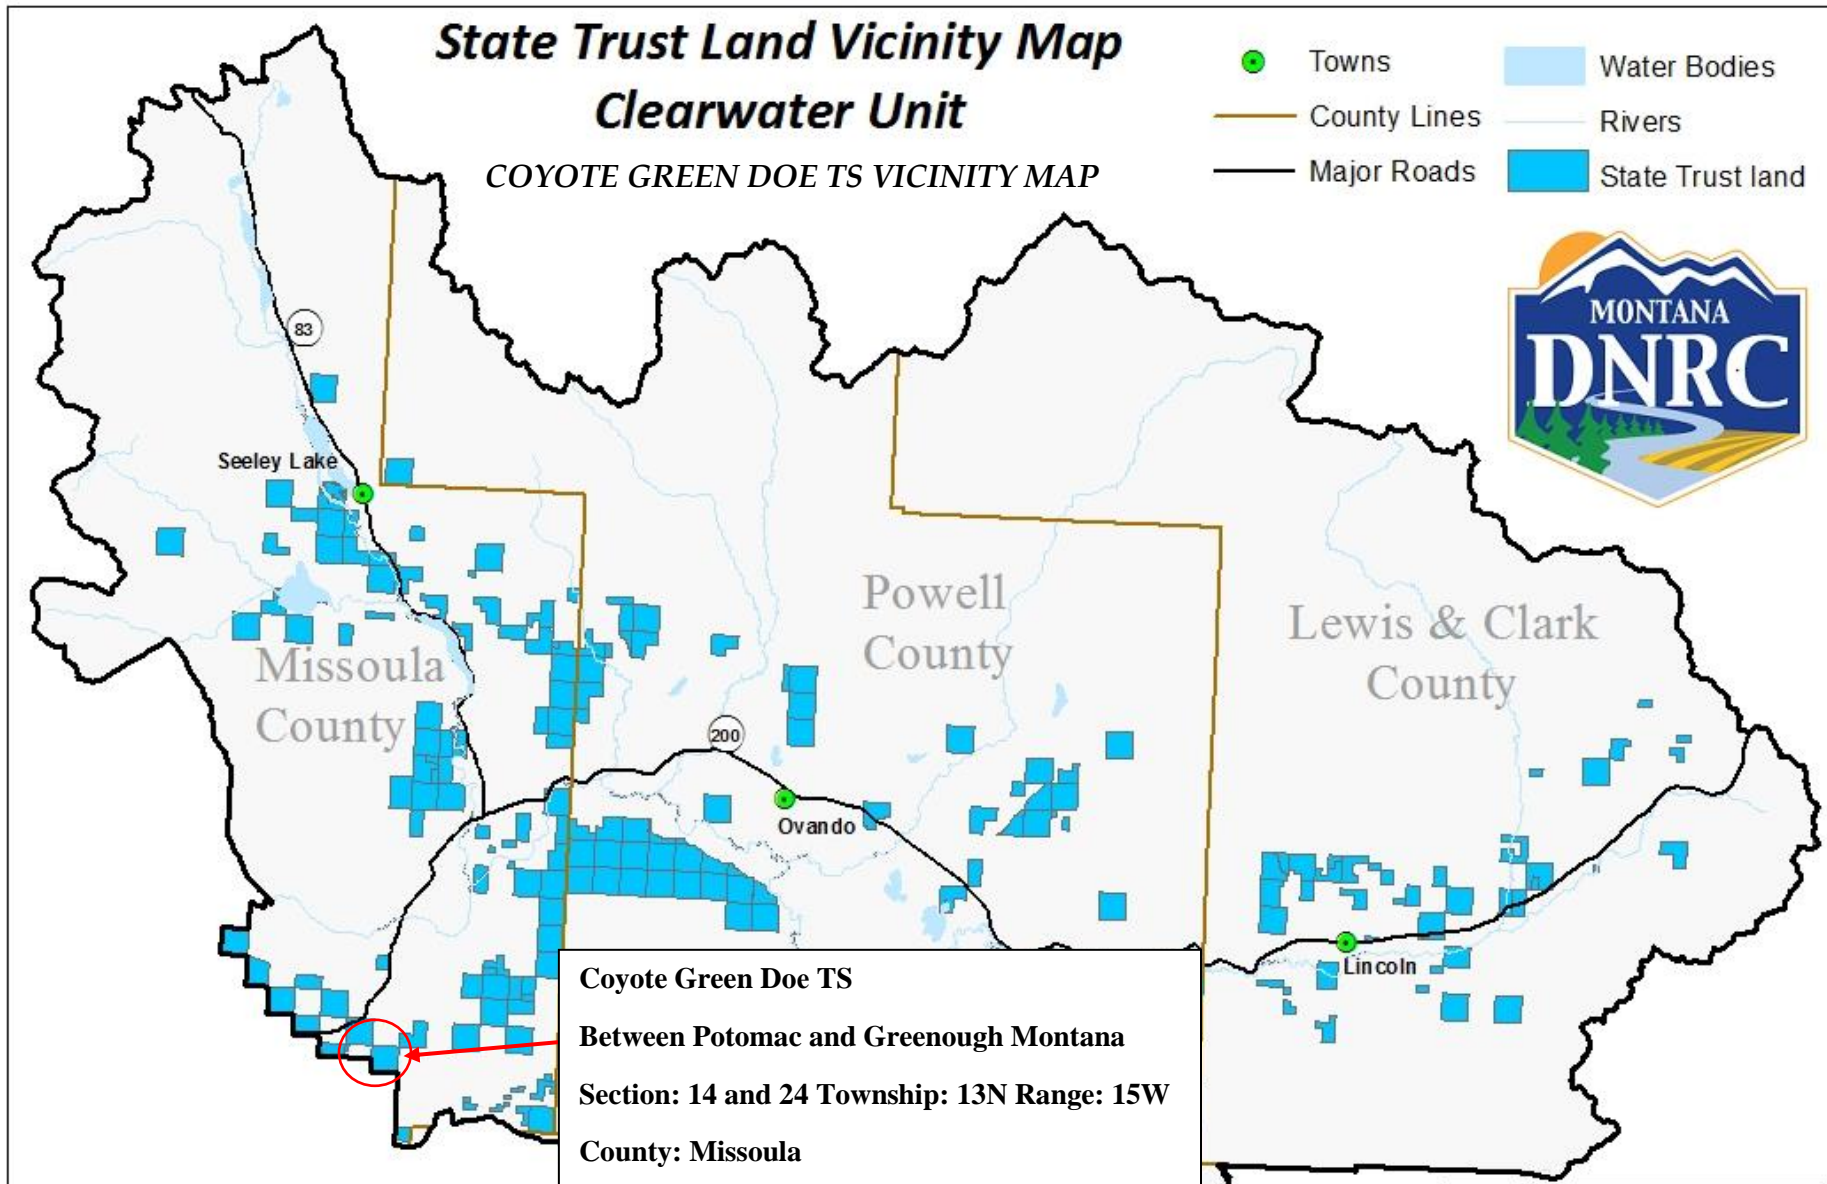 State Trust Land Vicinity Map
Clearwater Unit
COYOTE GREEN DOE TS VICINITY MAP
Towns
County Lines
Major Roads
Water Bodies
Rivers
State Trust land
MONTANA
DNRC
83
Seeley Lake
Missoula
County
Powell
County
Lewis & Clark
County
200
Ovando
Lincoln
Coyote Green Doe TS
Between Potomac and Greenough Montana
Section: 14 and 24 Township: 13N Range: 15W
County: Missoula